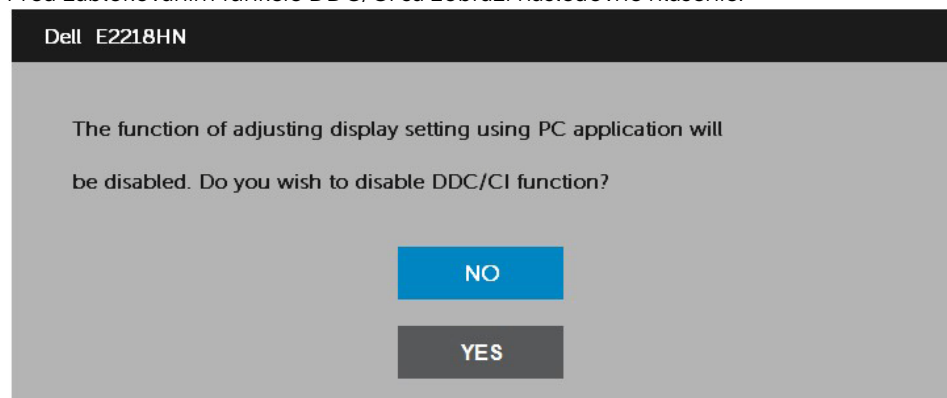 Dell E2218HN
The function of adjusting display setting using PC application will
be disabled. Do you wish to disable DDC/CI function?
NO
YES